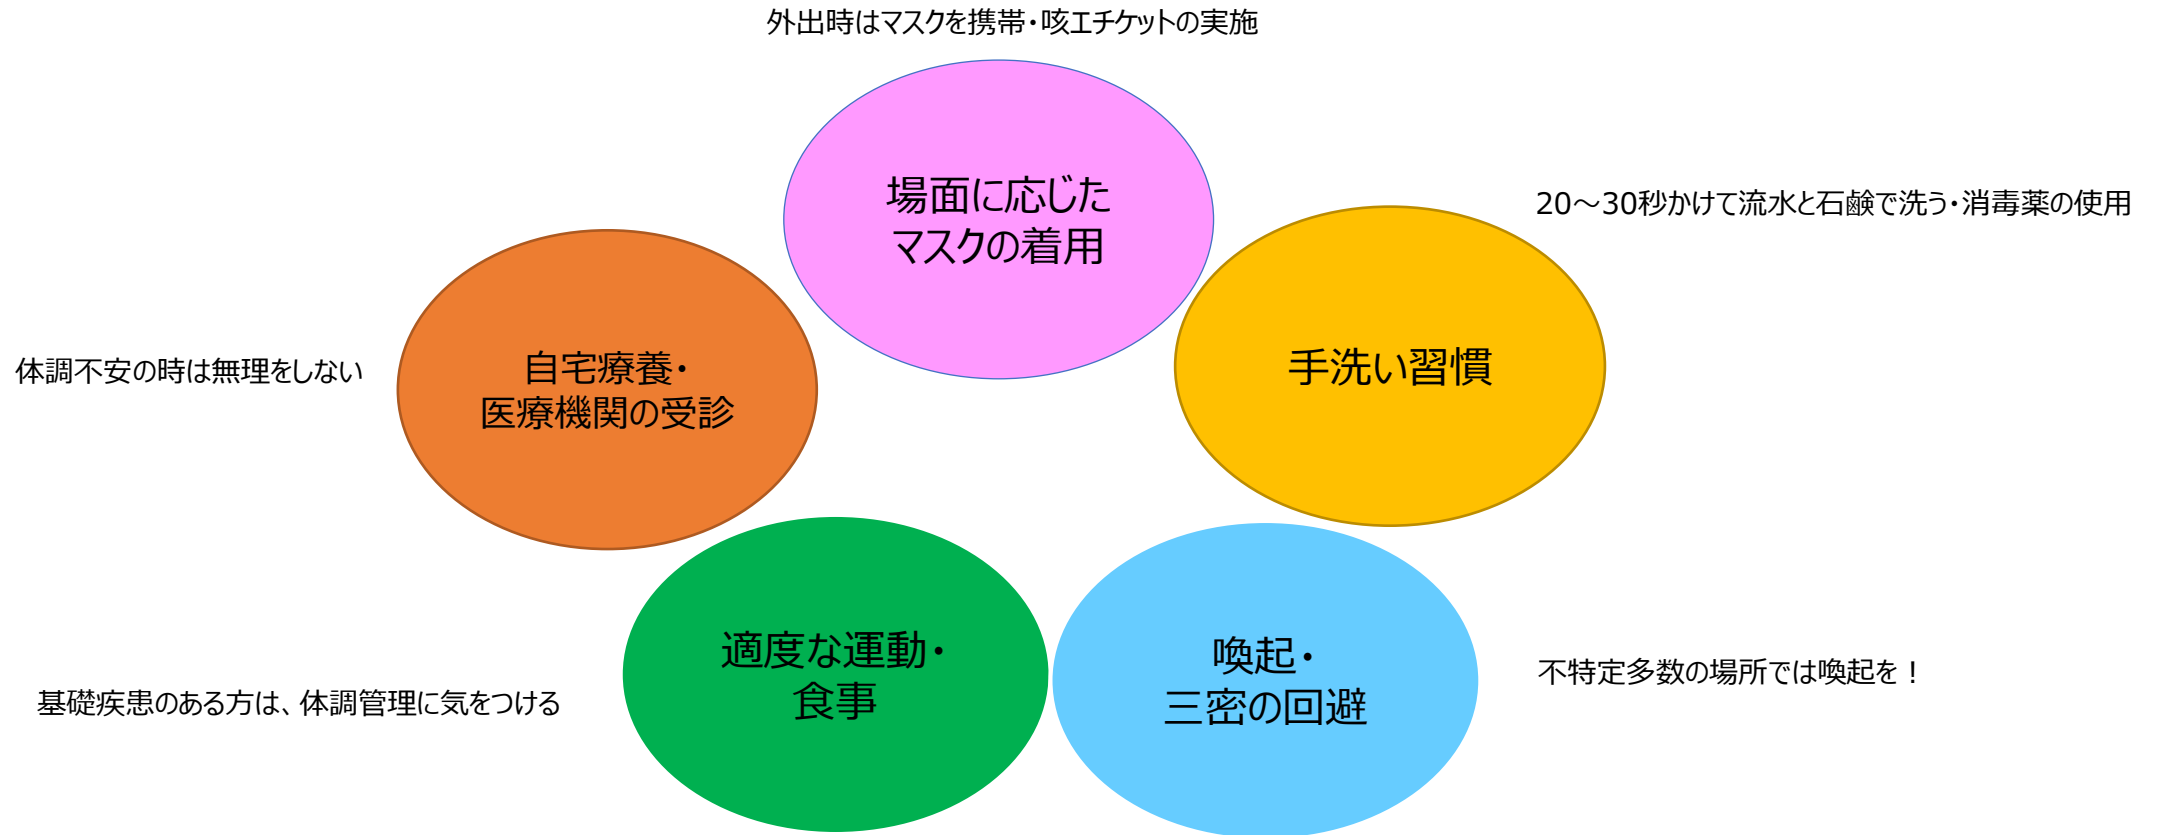 外出時はマスクを携帯・咳エチケットの実施
場面に応じた
マスクの着用
20～30秒かけて流水と石鹸で洗う・消毒薬の使用
手洗い習慣
体調不安の時は無理をしない
自宅療養・
医療機関の受診
適度な運動・
食事
基礎疾患のある方は、体調管理に気をつける
喚起・
三密の回避
不特定多数の場所では喚起を！